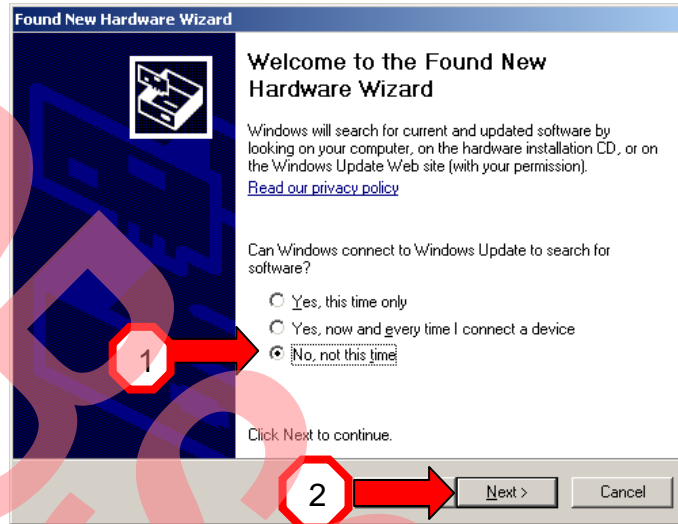 Found New Hardware Wizard
Welcome to the Found New
Hardware Wizard
Windows will search for current and updated software by
looking on your computer, on the hardware installation CD, or on
the Windows Update Web site (with your permission).
Read our privacy policy
Can Windows connect to Windows Update to search for
software?
Yes, this time only
Yes, now and every time I connect a device
1
No, not this time
Click Next to continue.
2
Next >
Cancel